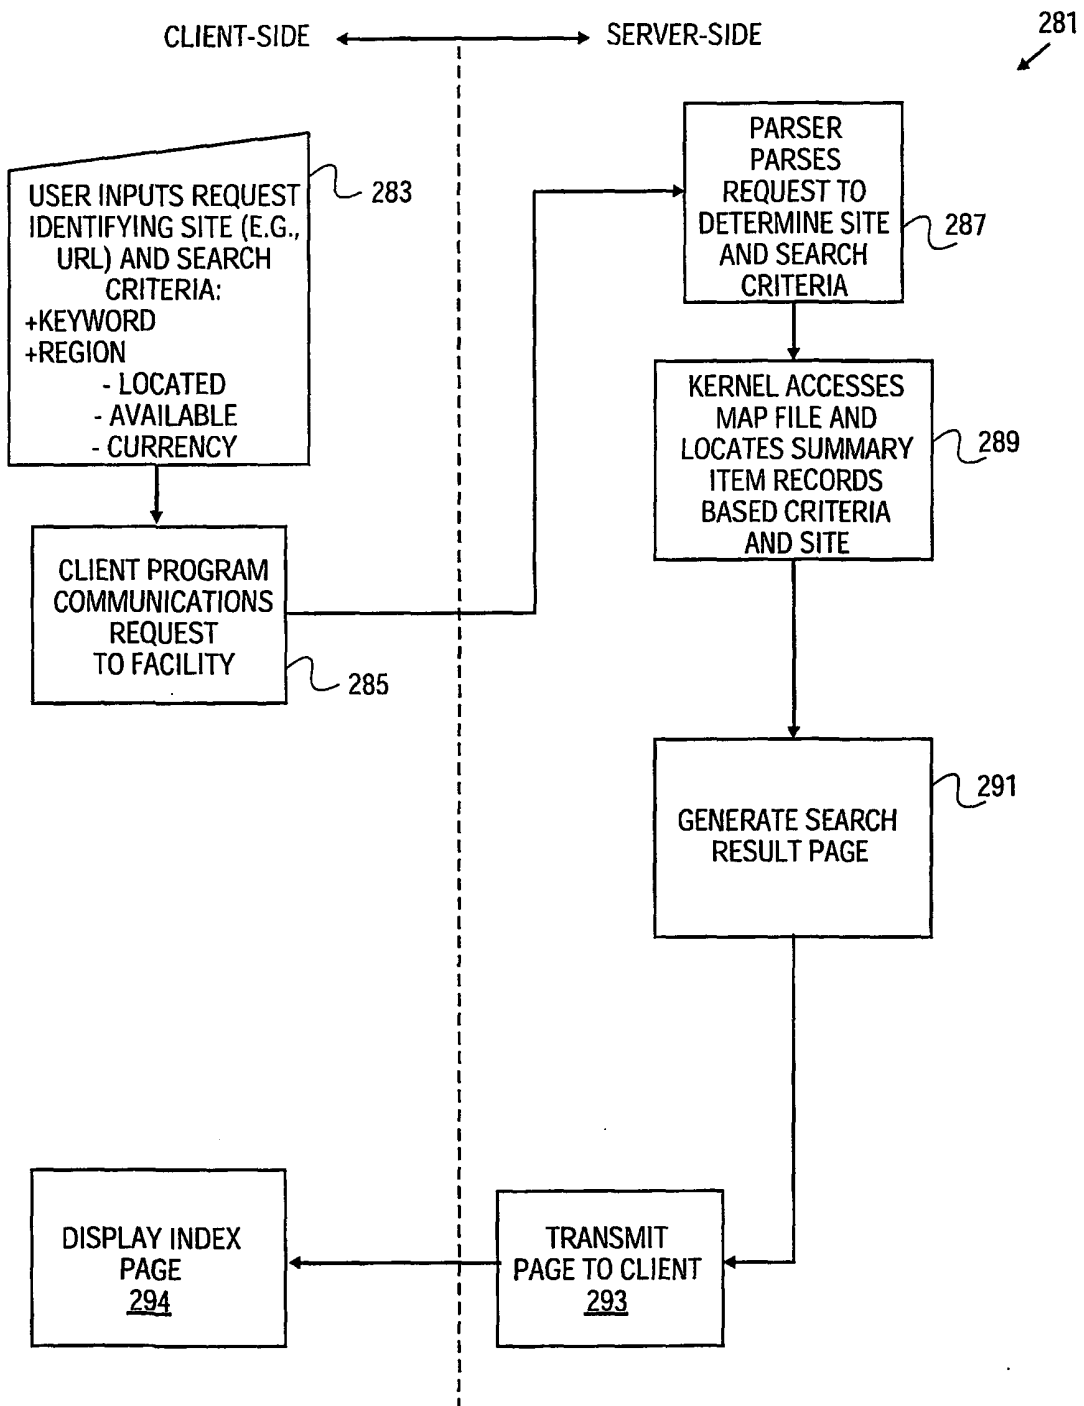 CLIENT-SIDE
SERVER-SIDE
281
USER INPUTS REQUEST
IDENTIFYING SITE (E.G.,
URL) AND SEARCH
CRITERIA:
+KEYWORD
+REGION
- LOCATED
- AVAILABLE
- CURRENCY
283
CLIENT PROGRAM
COMMUNICATIONS
REQUEST
TO FACILITY
285
PARSER
PARSES
REQUEST TO
DETERMINE SITE
AND SEARCH
CRITERIA
287
KERNEL ACCESSES
MAP FILE AND
LOCATES SUMMARY
ITEM RECORDS
BASED CRITERIA
AND SITE
289
GENERATE SEARCH
RESULT PAGE
291
TRANSMIT
PAGE TO CLIENT
293
DISPLAY INDEX
PAGE
294